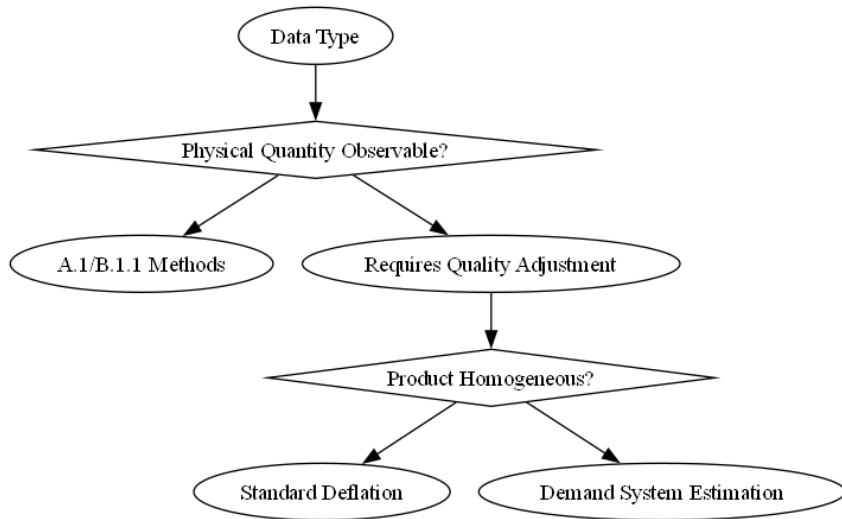 Data Type
Physical Quantity Observable?
A.1/B.1.1 Methods
Requires Quality Adjustment
Product Homogeneous?
Standard Deflation
Demand System Estimation